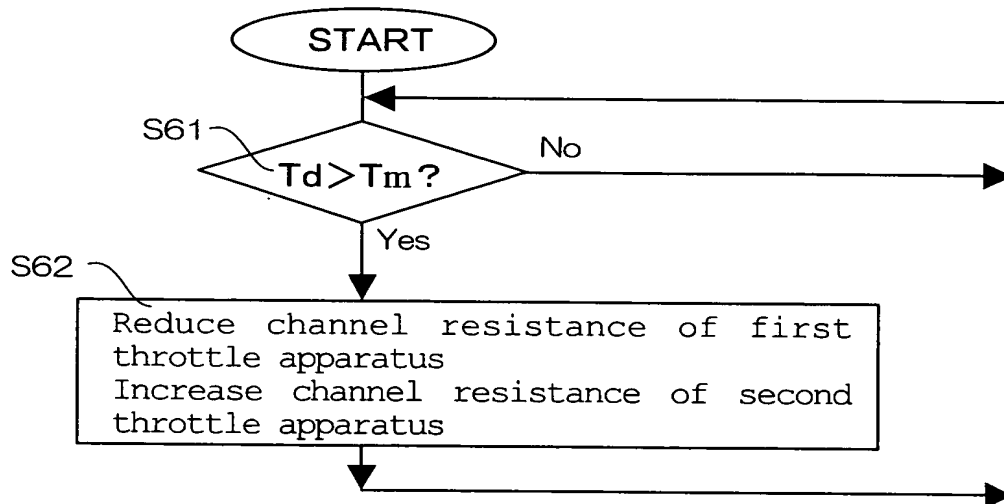 START
S61
Td>Tm?
No
Yes
S62
Reduce channel resistance of first
throttle apparatus
Increase channel resistance of second
throttle apparatus